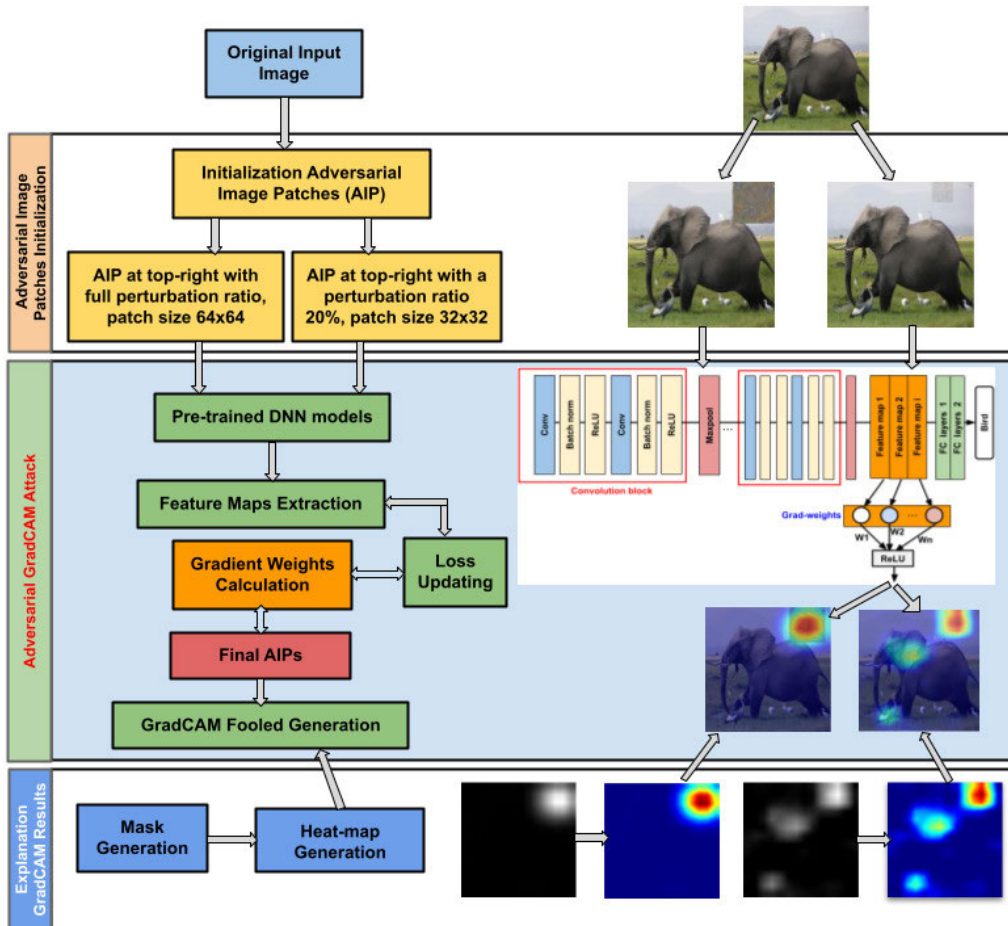 Original Input
Image
Adversarial Image
Patches Initialization
Initialization Adversarial
Image Patches (AIP)
AIP at top-right with
full perturbation ratio,
patch size 64x64
AIP at top-right with a
perturbation ratio
20%, patch size 32x32
Adversarial GradCAM Attack
Pre-trained DNN models
Feature Maps Extraction
Gradient Weights
Calculation
Loss
Updating
Final AIPs
GradCAM Fooled Generation
Conv
Batch norm
ReLU
Conv
Batch norm
ReLU
Maxpool
...
Feature map 1
Feature map 2
Feature map i
FC layers 1
FC layers 2
Bird
Convolution block
Grad-weights
...
W1
W2
Wn
ReLU
Explanation
GradCAM Results
Mask
Generation
Heat-map
Generation